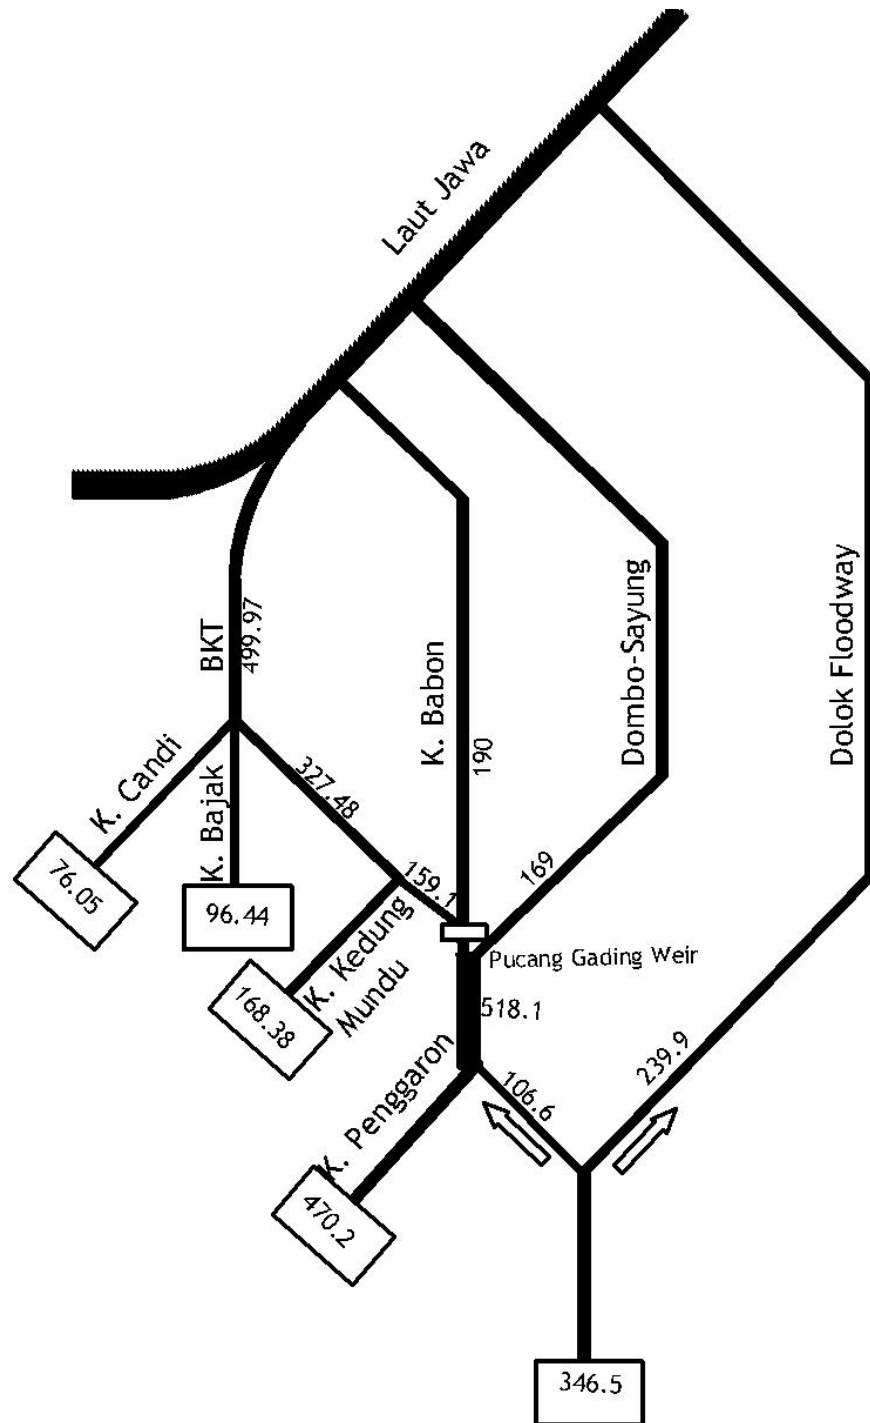 Laut Jawa
BKT
499.97
K. Babon
190
Dombo-Sayung
Dolok Floodway
K. Candi
K. Bajak
327.48
159.1
169
76.05
96.44
K. Kedung
Mundu
168.38
Pucang Gading Weir
518.1
K. Penggaron
106.6
239.9
470.2
346.5